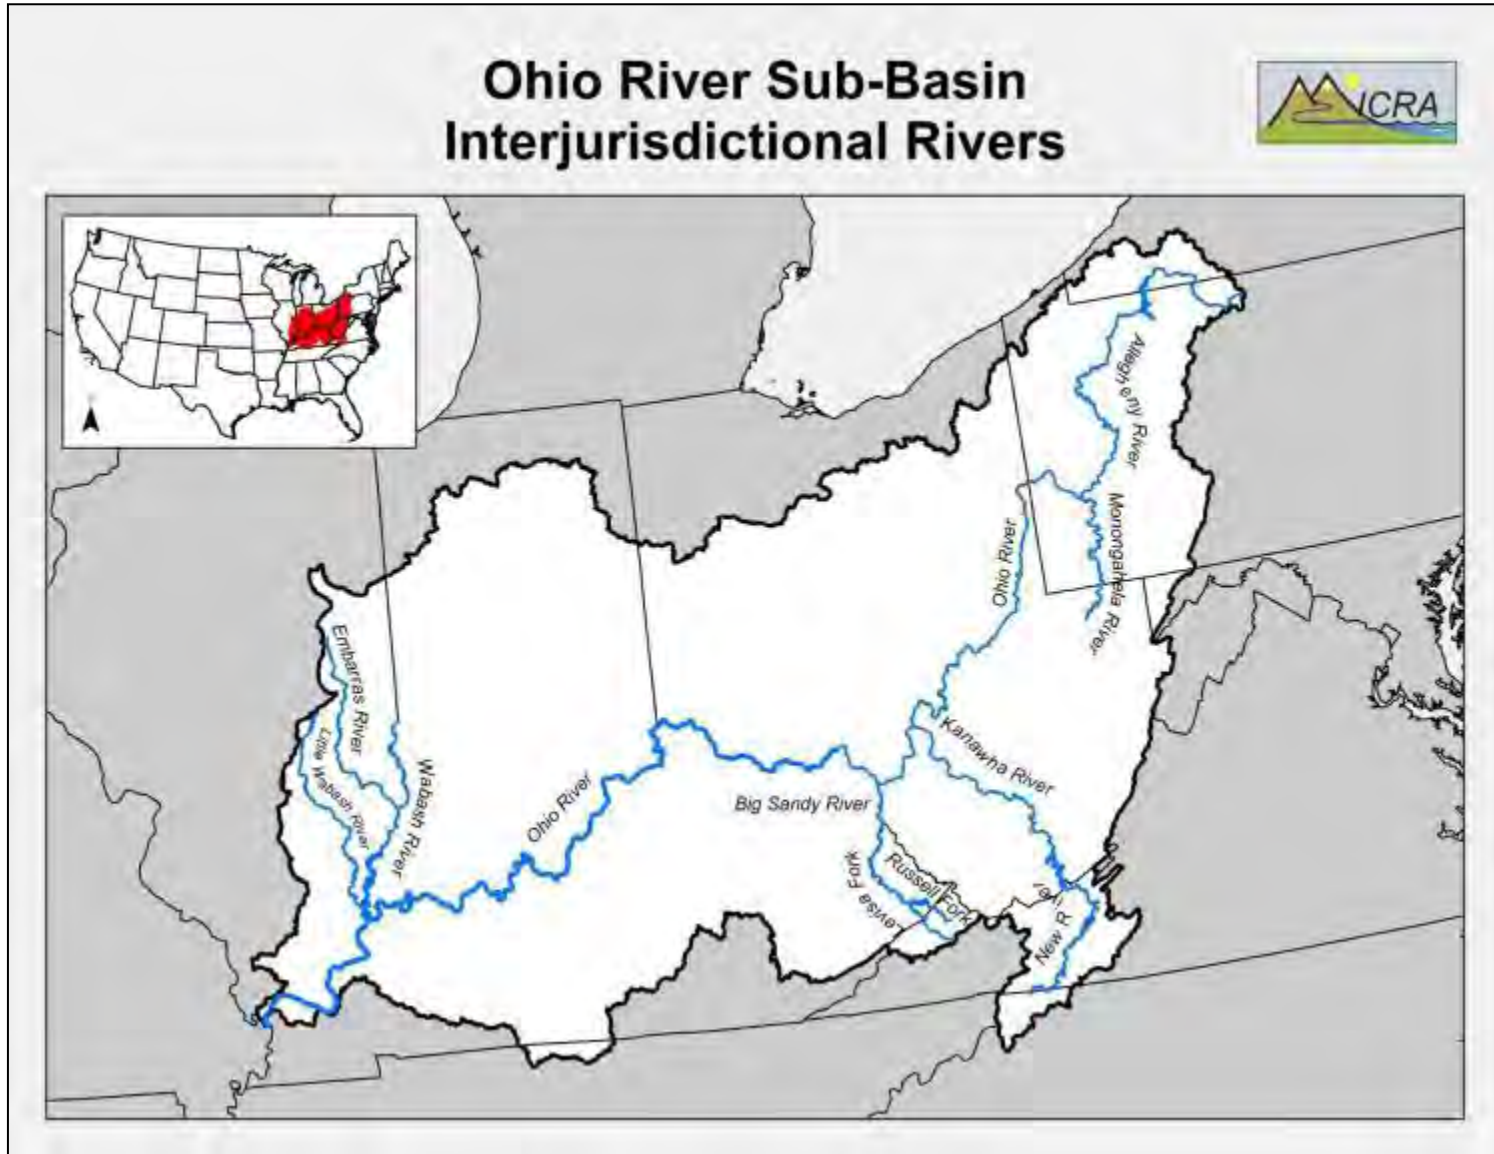 Ohio River Sub-Basin
Interjurisdictional Rivers
MICRA
Allegheny River
Monongahela River
Ohio River
Embarras River
Little Wabash River
Wabash River
Kanawha River
Ohio River
Big Sandy River
Russell Fork
Levisa Fork
New River